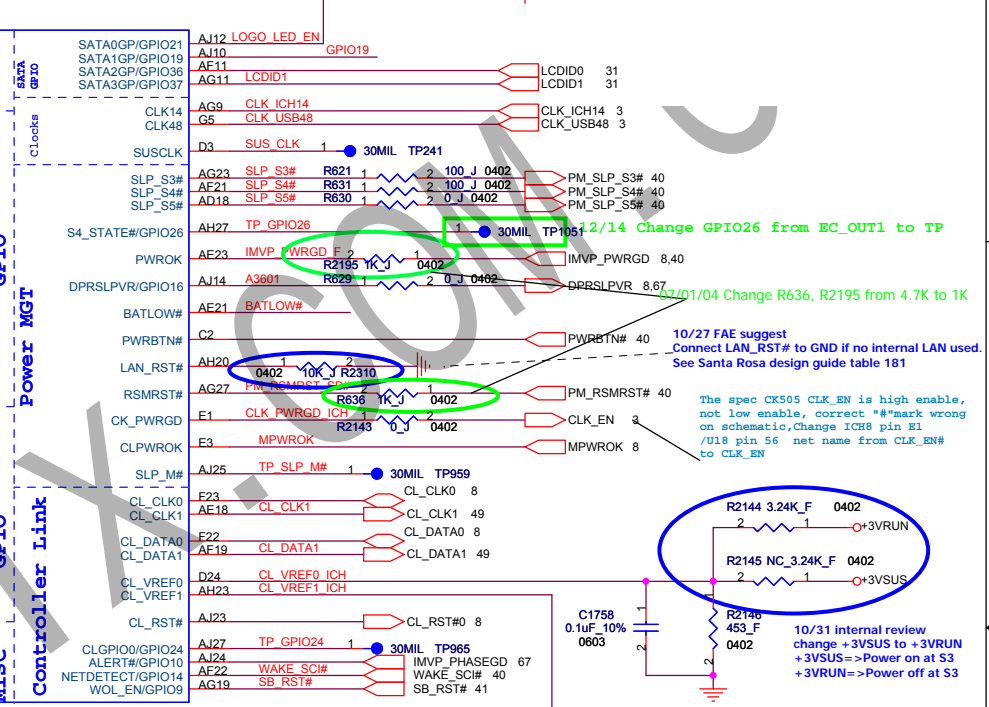 SATA GPIO
SATA0GP/GPIO21 AJ12 LOGO_LED_EN
SATA1GP/GPIO19 AJ10 GPIO19
SATA2GP/GPIO36 AF11 LCDID0 31
SATA3GP/GPIO37 AG11 LCDID1 LCDID1 31
Clocks
CLK14 AG9 CLK_ICH14 CLK_ICH14 3
CLK48 G5 CLK_USB48 CLK_USB48 3
SUSCLK D3 SUS_CLK 1 30MIL TP241
Power MGT
GPIO
SLP_S3# AG23 SLP_S3# R621 1 2 100_J 0402 PM_SLP_S3# 40
SLP_S4# AF21 SLP_S4# R631 1 2 100_J 0402 PM_SLP_S4# 40
SLP_S5# AD18 SLP_S5# R630 1 2 0_J 0402 PM_SLP_S5# 40
S4_STATE#/GPIO26 AH27 TP_GPIO26 1 30MIL TP1051 12/14 Change GPIO26 from EC_OUT1 to TP
PWROK AE23 IMVP_PWRGD_F 2 1 IMVP_PWRGD 8,40
R2195 1K_J 0402
DPRSLPVR/GPIO16 AJ14 A3601 R629 1 2 0_J 0402 DPRSLPVR 8,67
07/01/04 Change R636, R2195 from 4.7K to 1K
BATLOW# AE21 BATLOW#
PWRBTN# C2 PWRBTN# 40
10/27 FAE suggest
Connect LAN_RST# to GND if no internal LAN used.
See Santa Rosa design guide table 181
LAN_RST# AH20 1 2
0402 10K_J R2310
RSMRST# AG27 PM_RSMRST_SB# 2 1 PM_RSMRST# 40
R636 1K_J 0402
CK_PWRGD E1 CLK_PWRGD_ICH 1 2 CLK_EN 3
R2143 0_J 0402
The spec CK505 CLK_EN is high enable,
not low enable, correct "#"mark wrong
on schematic,Change ICH8 pin E1
/U18 pin 56 net name from CLK_EN#
to CLK_EN
CLPWROK E3 MPWROK MPWROK 8
SLP_M# AJ25 TP_SLP_M# 1 30MIL TP959
MISC
GPIO
Controller Link
CL_CLK0 F23 CL_CLK0 8
CL_CLK1 AE18 CL_CLK1 CL_CLK1 49
CL_DATA0 F22 CL_DATA0 8
CL_DATA1 AF19 CL_DATA1 CL_DATA1 49
R2144 3.24K_F 0402
2 1 +3VRUN
R2145 NC_3.24K_F 0402
2 1 +3VSUS
CL_VREF0 D24 CL_VREF0_ICH
CL_VREF1 AH23 CL_VREF1_ICH
C1758
0.1uF_10%
0603
1
2
R2146
453_F
0402
1
2
10/31 internal review
change +3VSUS to +3VRUN
+3VSUS=>Power on at S3
+3VRUN=>Power off at S3
CL_RST# AJ23 CL_RST#0 8
CLGPIO0/GPIO24 AJ27 TP_GPIO24 1 30MIL TP965
ALERT#/GPIO10 AJ24 IMVP_PHASEGD 67
NETDETECT/GPIO14 AF22 WAKE_SCI# WAKE_SCI# 40
WOL_EN/GPIO9 AG19 SB_RST# SB_RST# 41